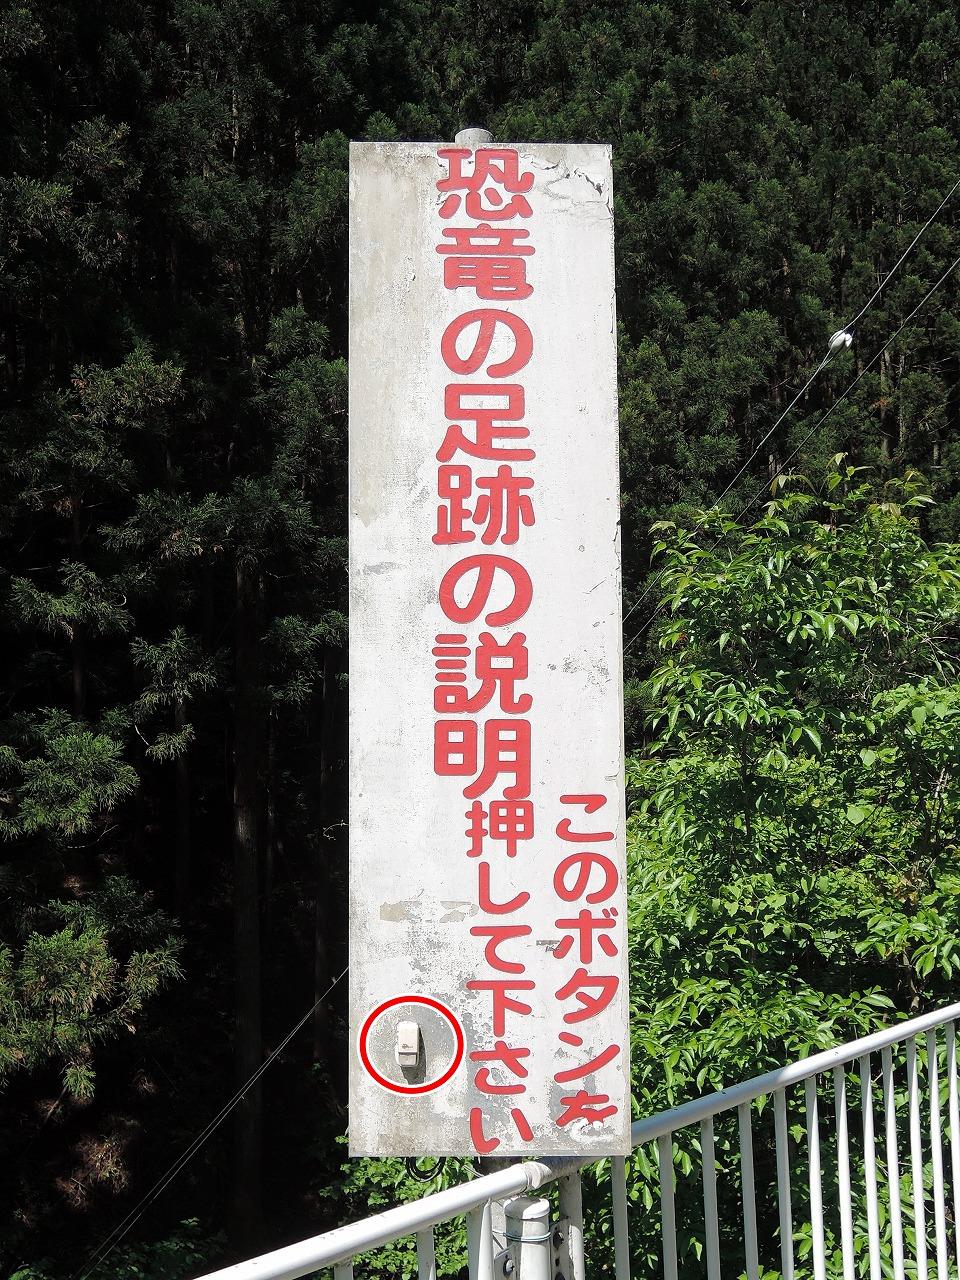 恐竜の足跡の説明
このボタンを
押して下さい